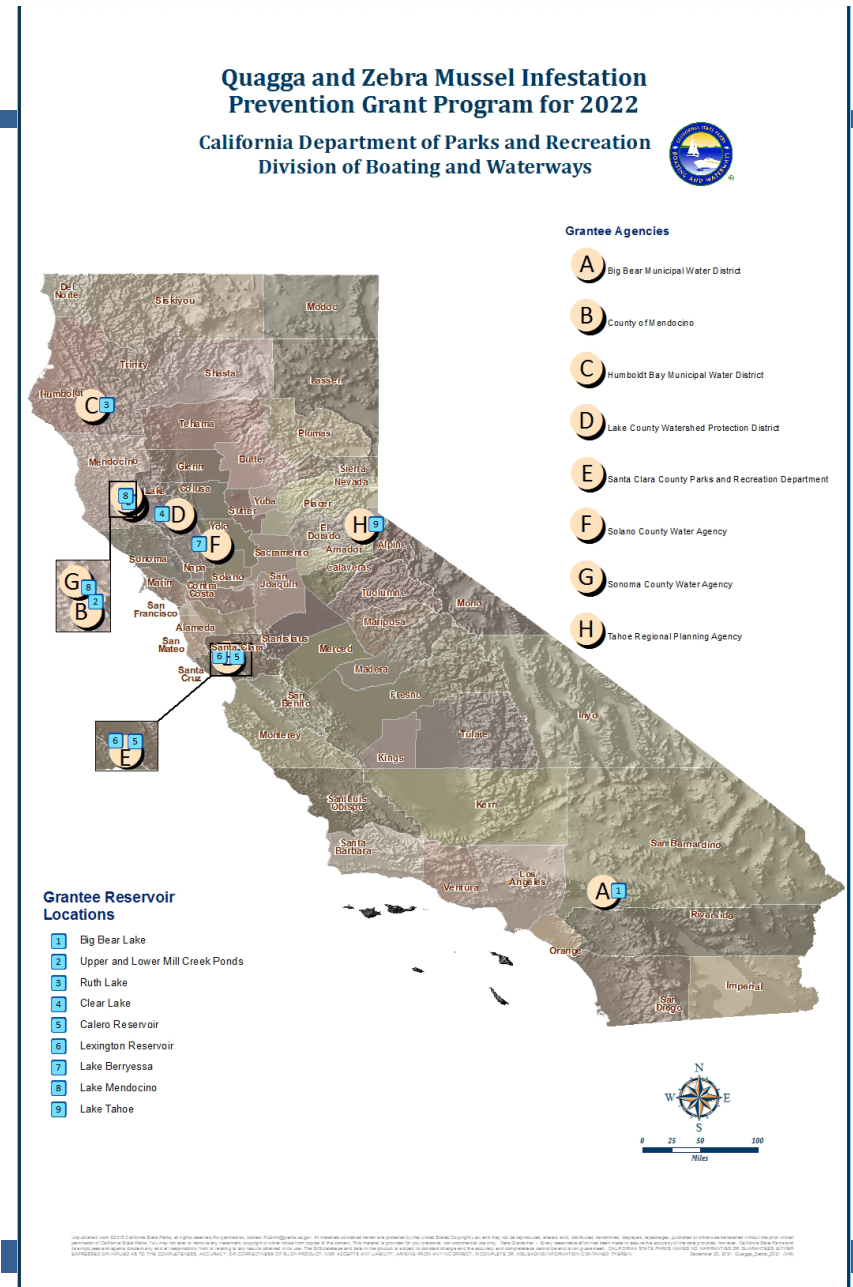 Quagga and Zebra Mussel Infestation
Prevention Grant Program for 2022
California Department of Parks and Recreation
Division of Boating and Waterways
CALIFORNIA STATE PARKS
BOATING AND WATERWAYS
®
Grantee Agencies
A Big Bear Municipal Water District
B County of Mendocino
C Humboldt Bay Municipal Water District
D Lake County Watershed Protection District
E Santa Clara County Parks and Recreation Department
F Solano County Water Agency
G Sonoma County Water Agency
H Tahoe Regional Planning Agency
Del
Norte
Siskiyou
Modoc
Trinity
Shasta
Lassen
Humboldt
C 3
Tehama
Plumas
Mendocino
Glenn
Butte
Sierra
Nevada
8
Lake
Colusa
Yuba
Placer
4 D
Sutter
Yolo
El
Dorado
H 9
7 F
Sacramento
Amador
Alpine
Sonoma
Napa
Calaveras
G 8
B 2
Marin
Solano
Contra
Costa
San
Joaquin
Tuolumne
Mono
San
Francisco
Alameda
Mariposa
San
Mateo
Santa Clara
Stanislaus
Merced
6 5
Santa
Cruz
Madera
San
Benito
Fresno
Inyo
6 5
E
Monterey
Tulare
Kings
San Luis
Obispo
Kern
Santa
Barbara
San Bernardino
Ventura
Los
Angeles
A 1
Riverside
Orange
San
Diego
Imperial
Grantee Reservoir
Locations
1 Big Bear Lake
2 Upper and Lower Mill Creek Ponds
3 Ruth Lake
4 Clear Lake
5 Calero Reservoir
6 Lexington Reservoir
7 Lake Berryessa
8 Lake Mendocino
9 Lake Tahoe
N
W E
S
0 25 50 100
Miles